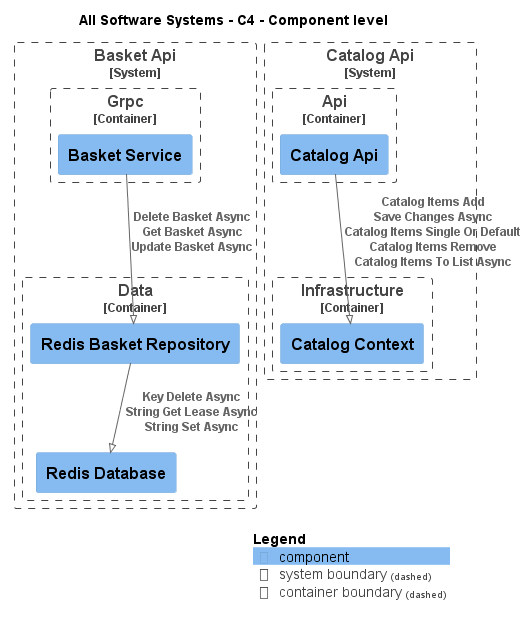 All Software Systems - C4 - Component level
Basket Api
[System]
Grpc
[Container]
Basket Service
Delete Basket Async
Get Basket Async
Update Basket Async
Data
[Container]
Redis Basket Repository
Key Delete Async
String Get Lease Async
String Set Async
Redis Database
Catalog Api
[System]
Api
[Container]
Catalog Api
Catalog Items Add
Save Changes Async
Catalog Items Single Or Default
Catalog Items Remove
Catalog Items To List Async
Infrastructure
[Container]
Catalog Context
Legend
component
system boundary (dashed)
container boundary (dashed)